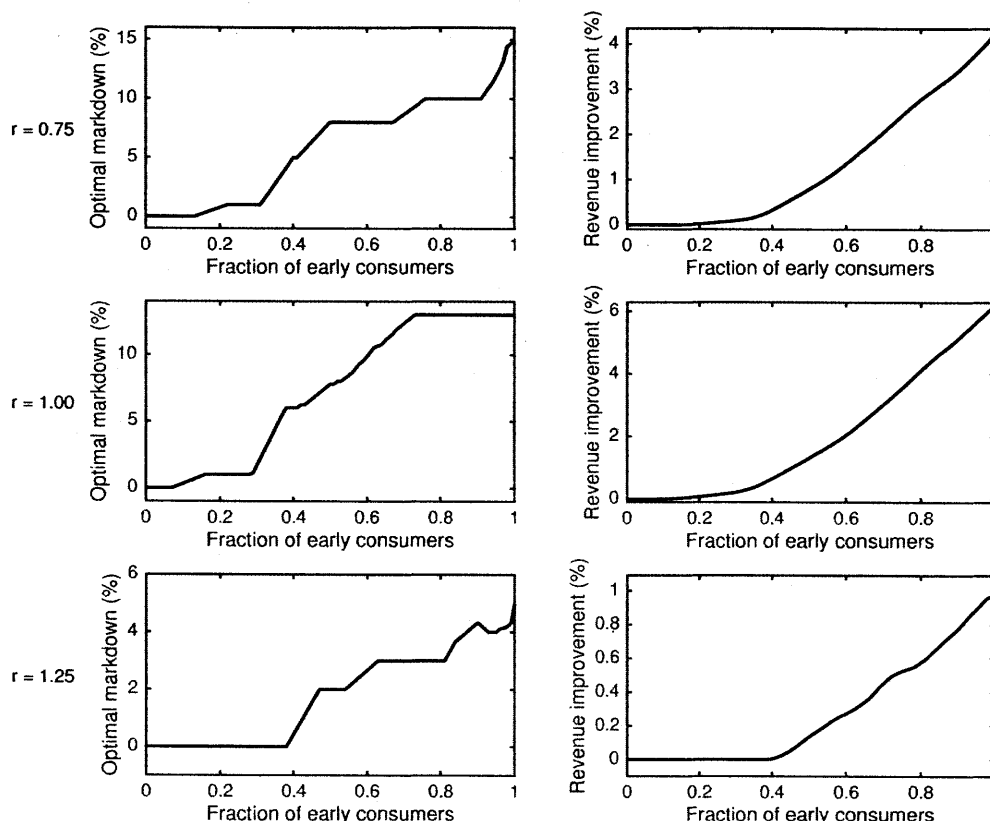 r = 0.75
Optimal markdown (%)
15
10
5
0
0 0.2 0.4 0.6 0.8 1
Fraction of early consumers
Revenue improvement (%)
4
3
2
1
0
0 0.2 0.4 0.6 0.8
Fraction of early consumers
r = 1.00
Optimal markdown (%)
10
5
0
0 0.2 0.4 0.6 0.8 1
Fraction of early consumers
Revenue improvement (%)
6
4
2
0
0 0.2 0.4 0.6 0.8
Fraction of early consumers
r = 1.25
Optimal markdown (%)
6
4
2
0
0 0.2 0.4 0.6 0.8 1
Fraction of early consumers
Revenue improvement (%)
1
0.8
0.6
0.4
0.2
0
0 0.2 0.4 0.6 0.8
Fraction of early consumers